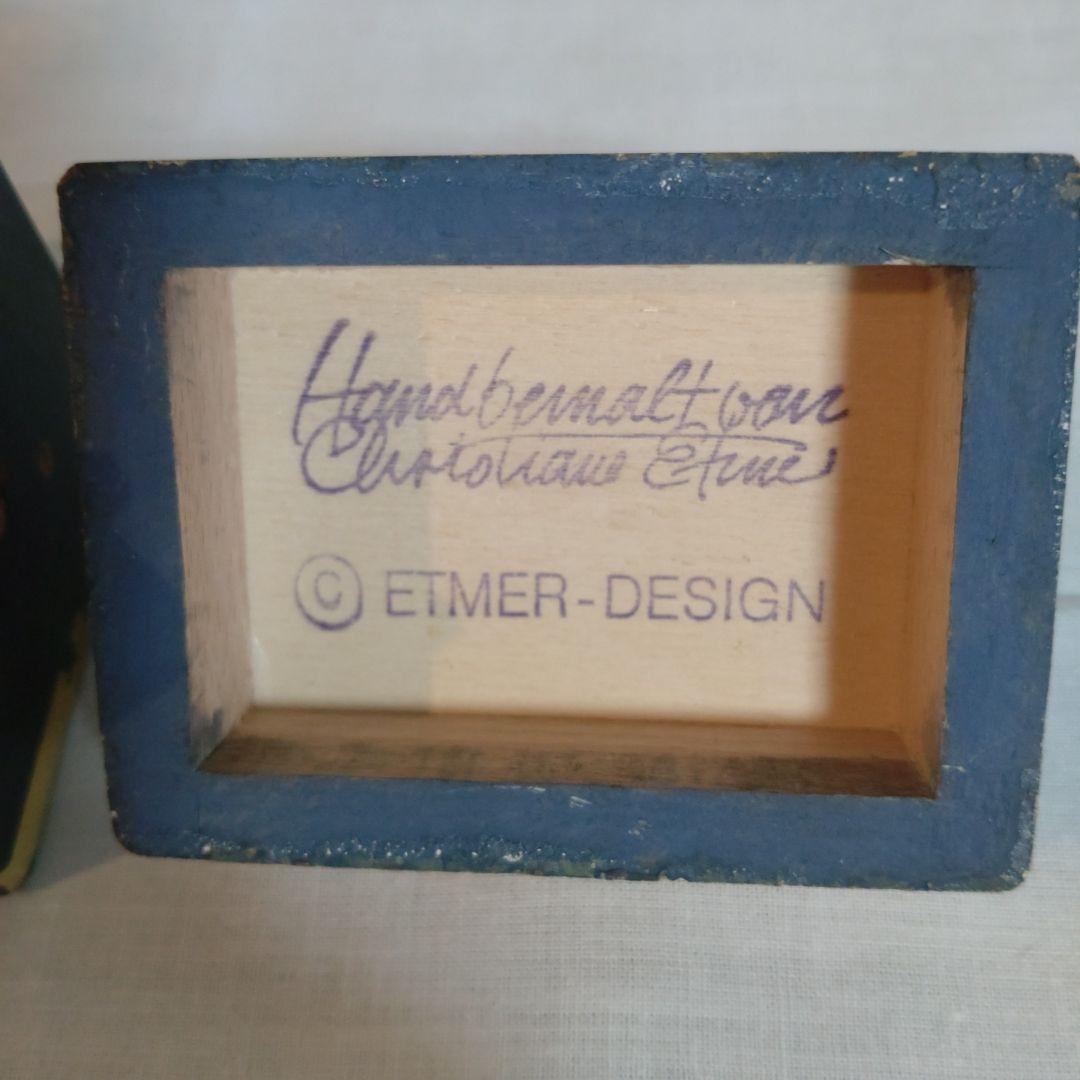 Handbemalt von
Christiane Etmer
© ETMER-DESIGN